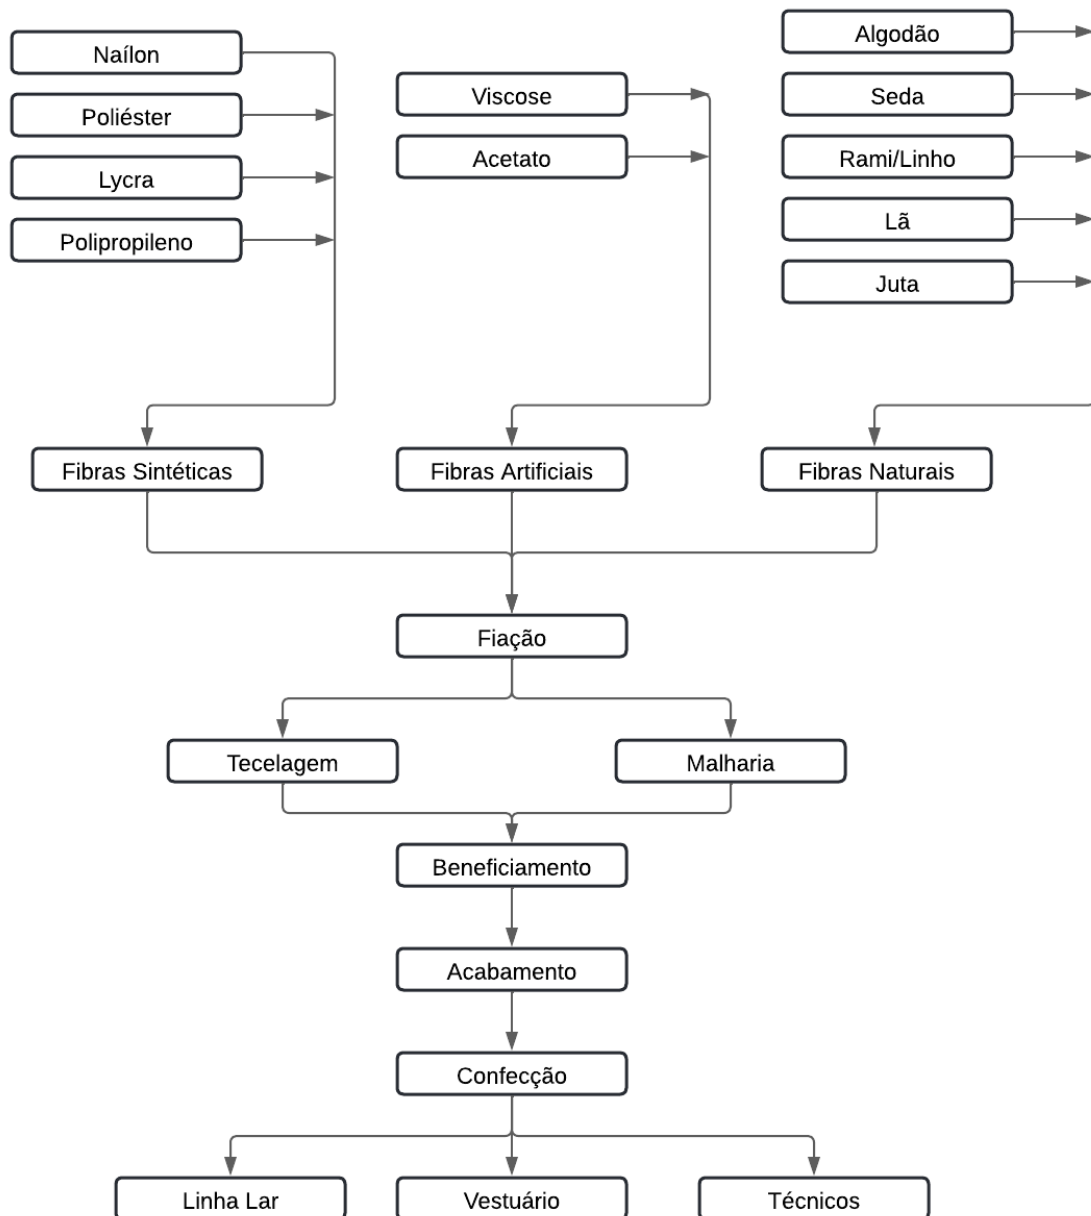 Naílon
Poliéster
Lycra
Polipropileno
Viscose
Acetato
Algodão
Seda
Rami/Linho
Lã
Juta
Fibras Sintéticas
Fibras Artificiais
Fibras Naturais
Fiação
Tecelagem
Malharia
Beneficiamento
Acabamento
Confecção
Linha Lar
Vestuário
Técnicos